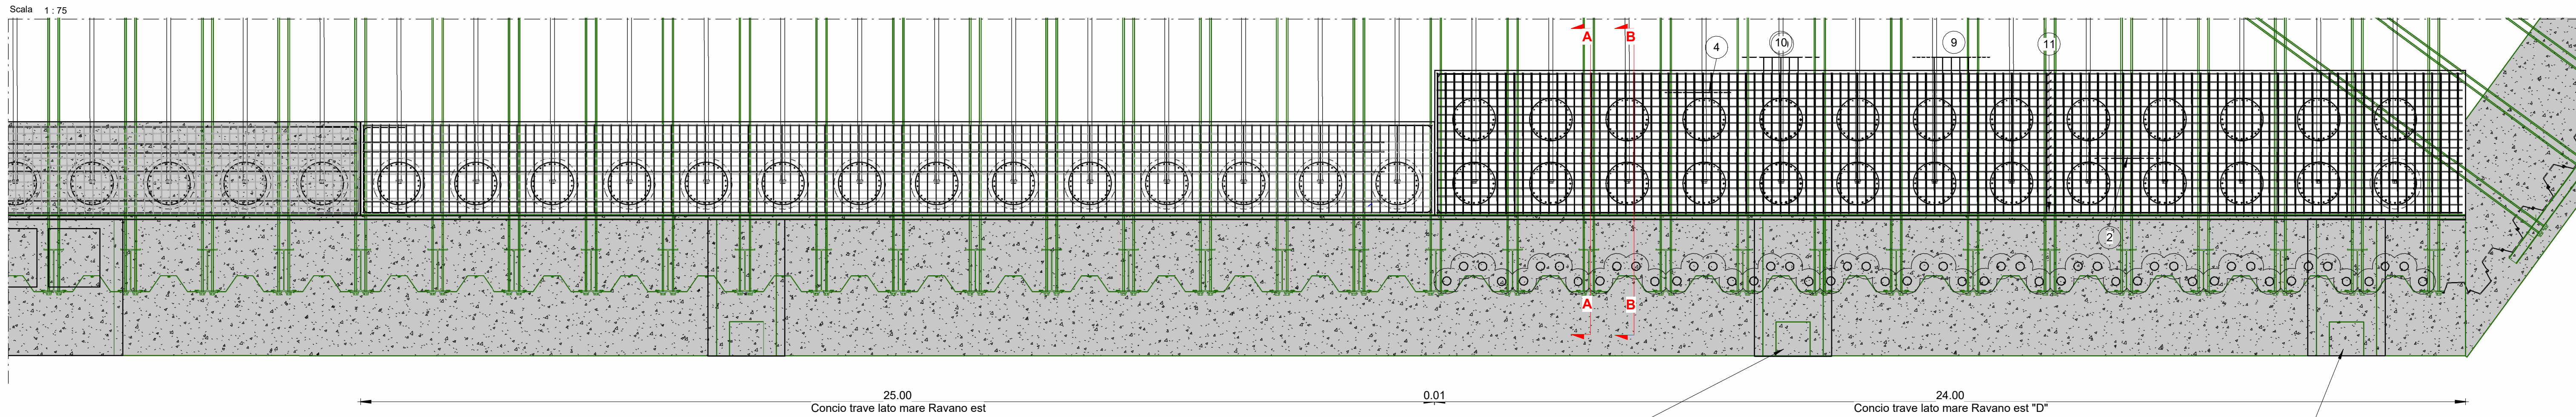 Scala 1 : 75
A
B
4
10
9
11
2
A
B
25.00
0.01
24.00
Concio trave lato mare Ravano est
Concio trave lato mare Ravano est "D"